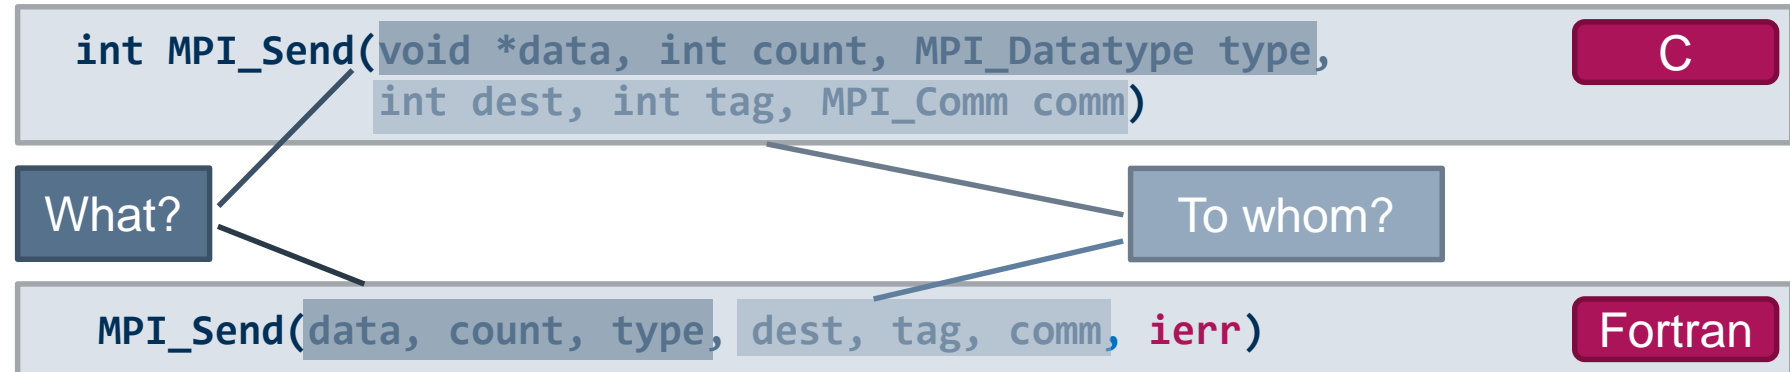 int MPI_Send(void *data, int count, MPI_Datatype type,
C
int dest, int tag, MPI_Comm comm)
What?
To whom?
MPI_Send(data, count, type, dest, tag, comm, ierr)
Fortran